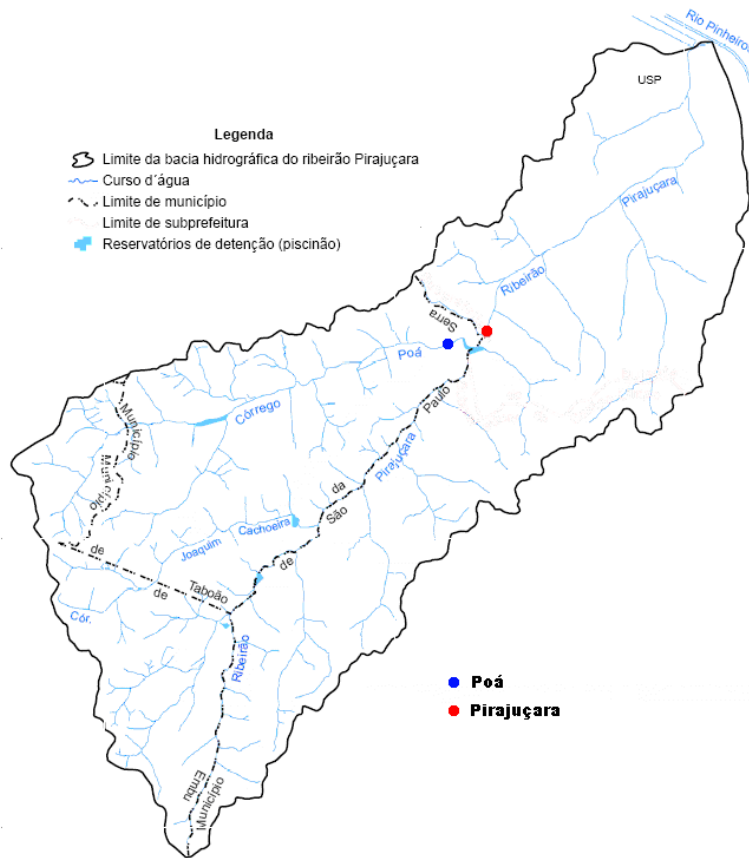 Rio Pinheiros
USP
Legenda
Limite da bacia hidrográfica do ribeirão Pirajuçara
Curso d´água
Limite de município
Limite de subprefeitura
Reservatórios de detenção (piscinão)
Pirajuçara
Ribeirão
Serra
Poá
Córrego
Paulo
Pirajuçara
Município
Município
da
São
Cachoeira
Joaquim
de
de
de
Taboão
Cór.
Ribeirão
Embu
Município
Poá
Pirajuçara